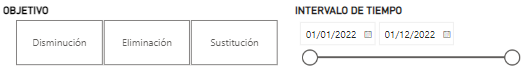 OBJETIVO
INTERVALO DE TIEMPO
Disminución Eliminación Sustitución
01/01/2022 01/12/2022